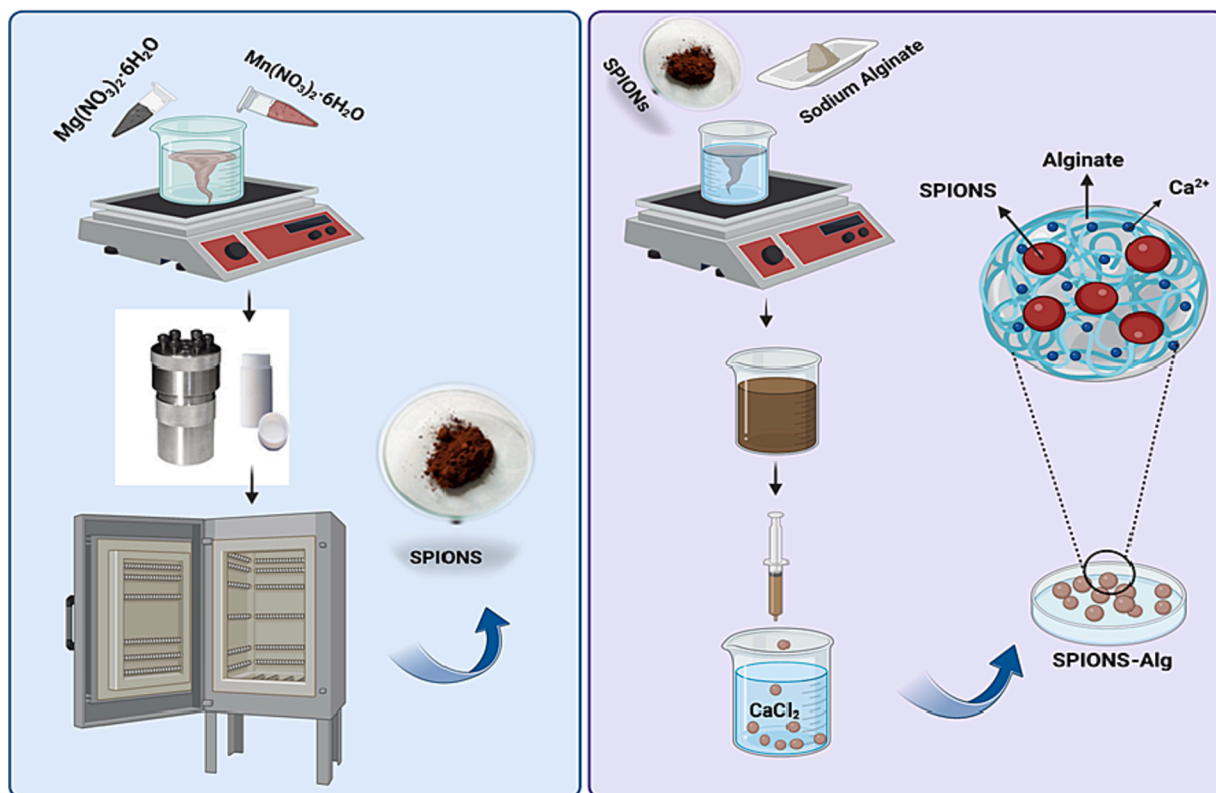 Mg(NO₃)₂·6H₂O
Mn(NO₃)₂·6H₂O
SPIONS
SPIONs
Sodium Alginate
Alginate
SPIONS
Ca²⁺
CaCl₂
SPIONS-Alg